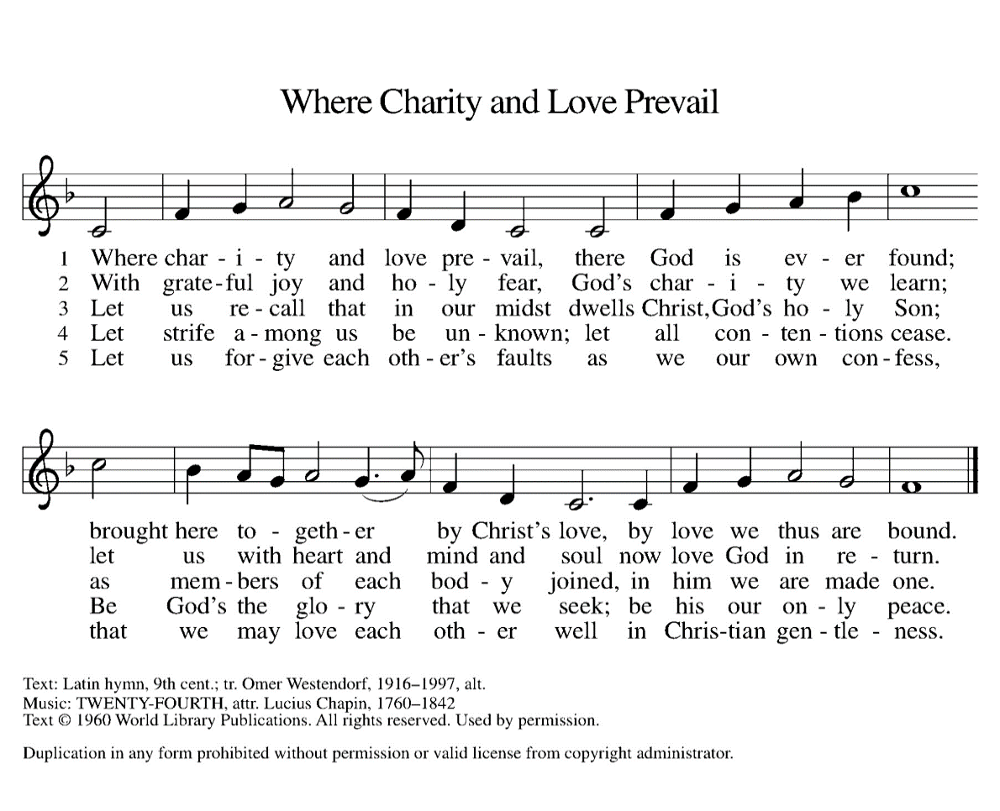 Where Charity and Love Prevail
1 Where char - i - ty and love pre - vail, there God is ev - er found;
2 With grate - ful joy and ho - ly fear, God's char - i - ty we learn;
3 Let us re - call that in our midst dwells Christ, God's ho - ly Son;
4 Let strife a - mong us be un - known; let all con - ten - tions cease.
5 Let us for - give each oth - er's faults as we our own con - fess,
brought here to - geth - er by Christ's love, by love we thus are bound.
let us with heart and mind and soul now love God in re - turn.
as mem - bers of each bod - y joined, in him we are made one.
Be God's the glo - ry that we seek; be his our on - ly peace.
that we may love each oth - er well in Chris - tian gen - tle - ness.
Text: Latin hymn, 9th cent.; tr. Omer Westendorf, 1916–1997, alt.
Music: TWENTY-FOURTH, attr. Lucius Chapin, 1760–1842
Text © 1960 World Library Publications. All rights reserved. Used by permission.
Duplication in any form prohibited without permission or valid license from copyright administrator.